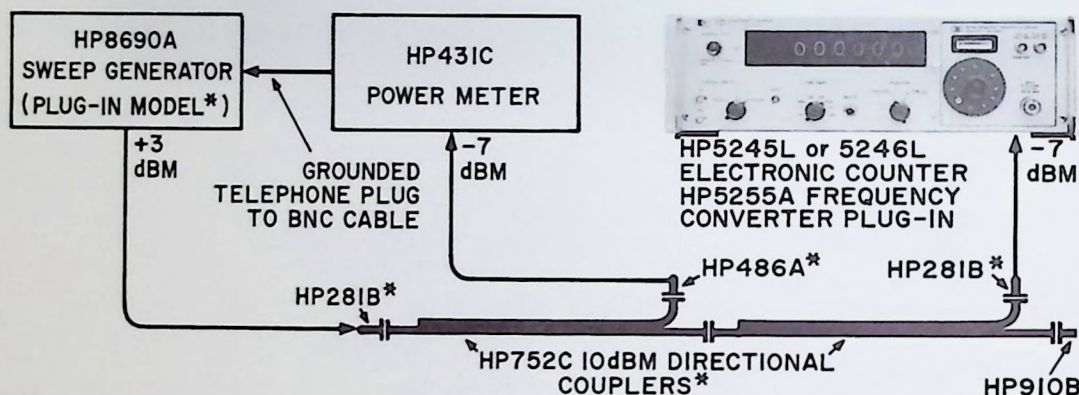 HP8690A
SWEEP GENERATOR
(PLUG-IN MODEL*)
HP431C
POWER METER
000000
+3
dBM
GROUNDED
TELEPHONE PLUG
TO BNC CABLE
-7
dBM
HP5245L or 5246L
ELECTRONIC COUNTER
HP5255A FREQUENCY
CONVERTER PLUG-IN
-7
dBM
HP281B*
HP486A*
HP281B*
HP752C 10dBM DIRECTIONAL
COUPLERS*
HP910B